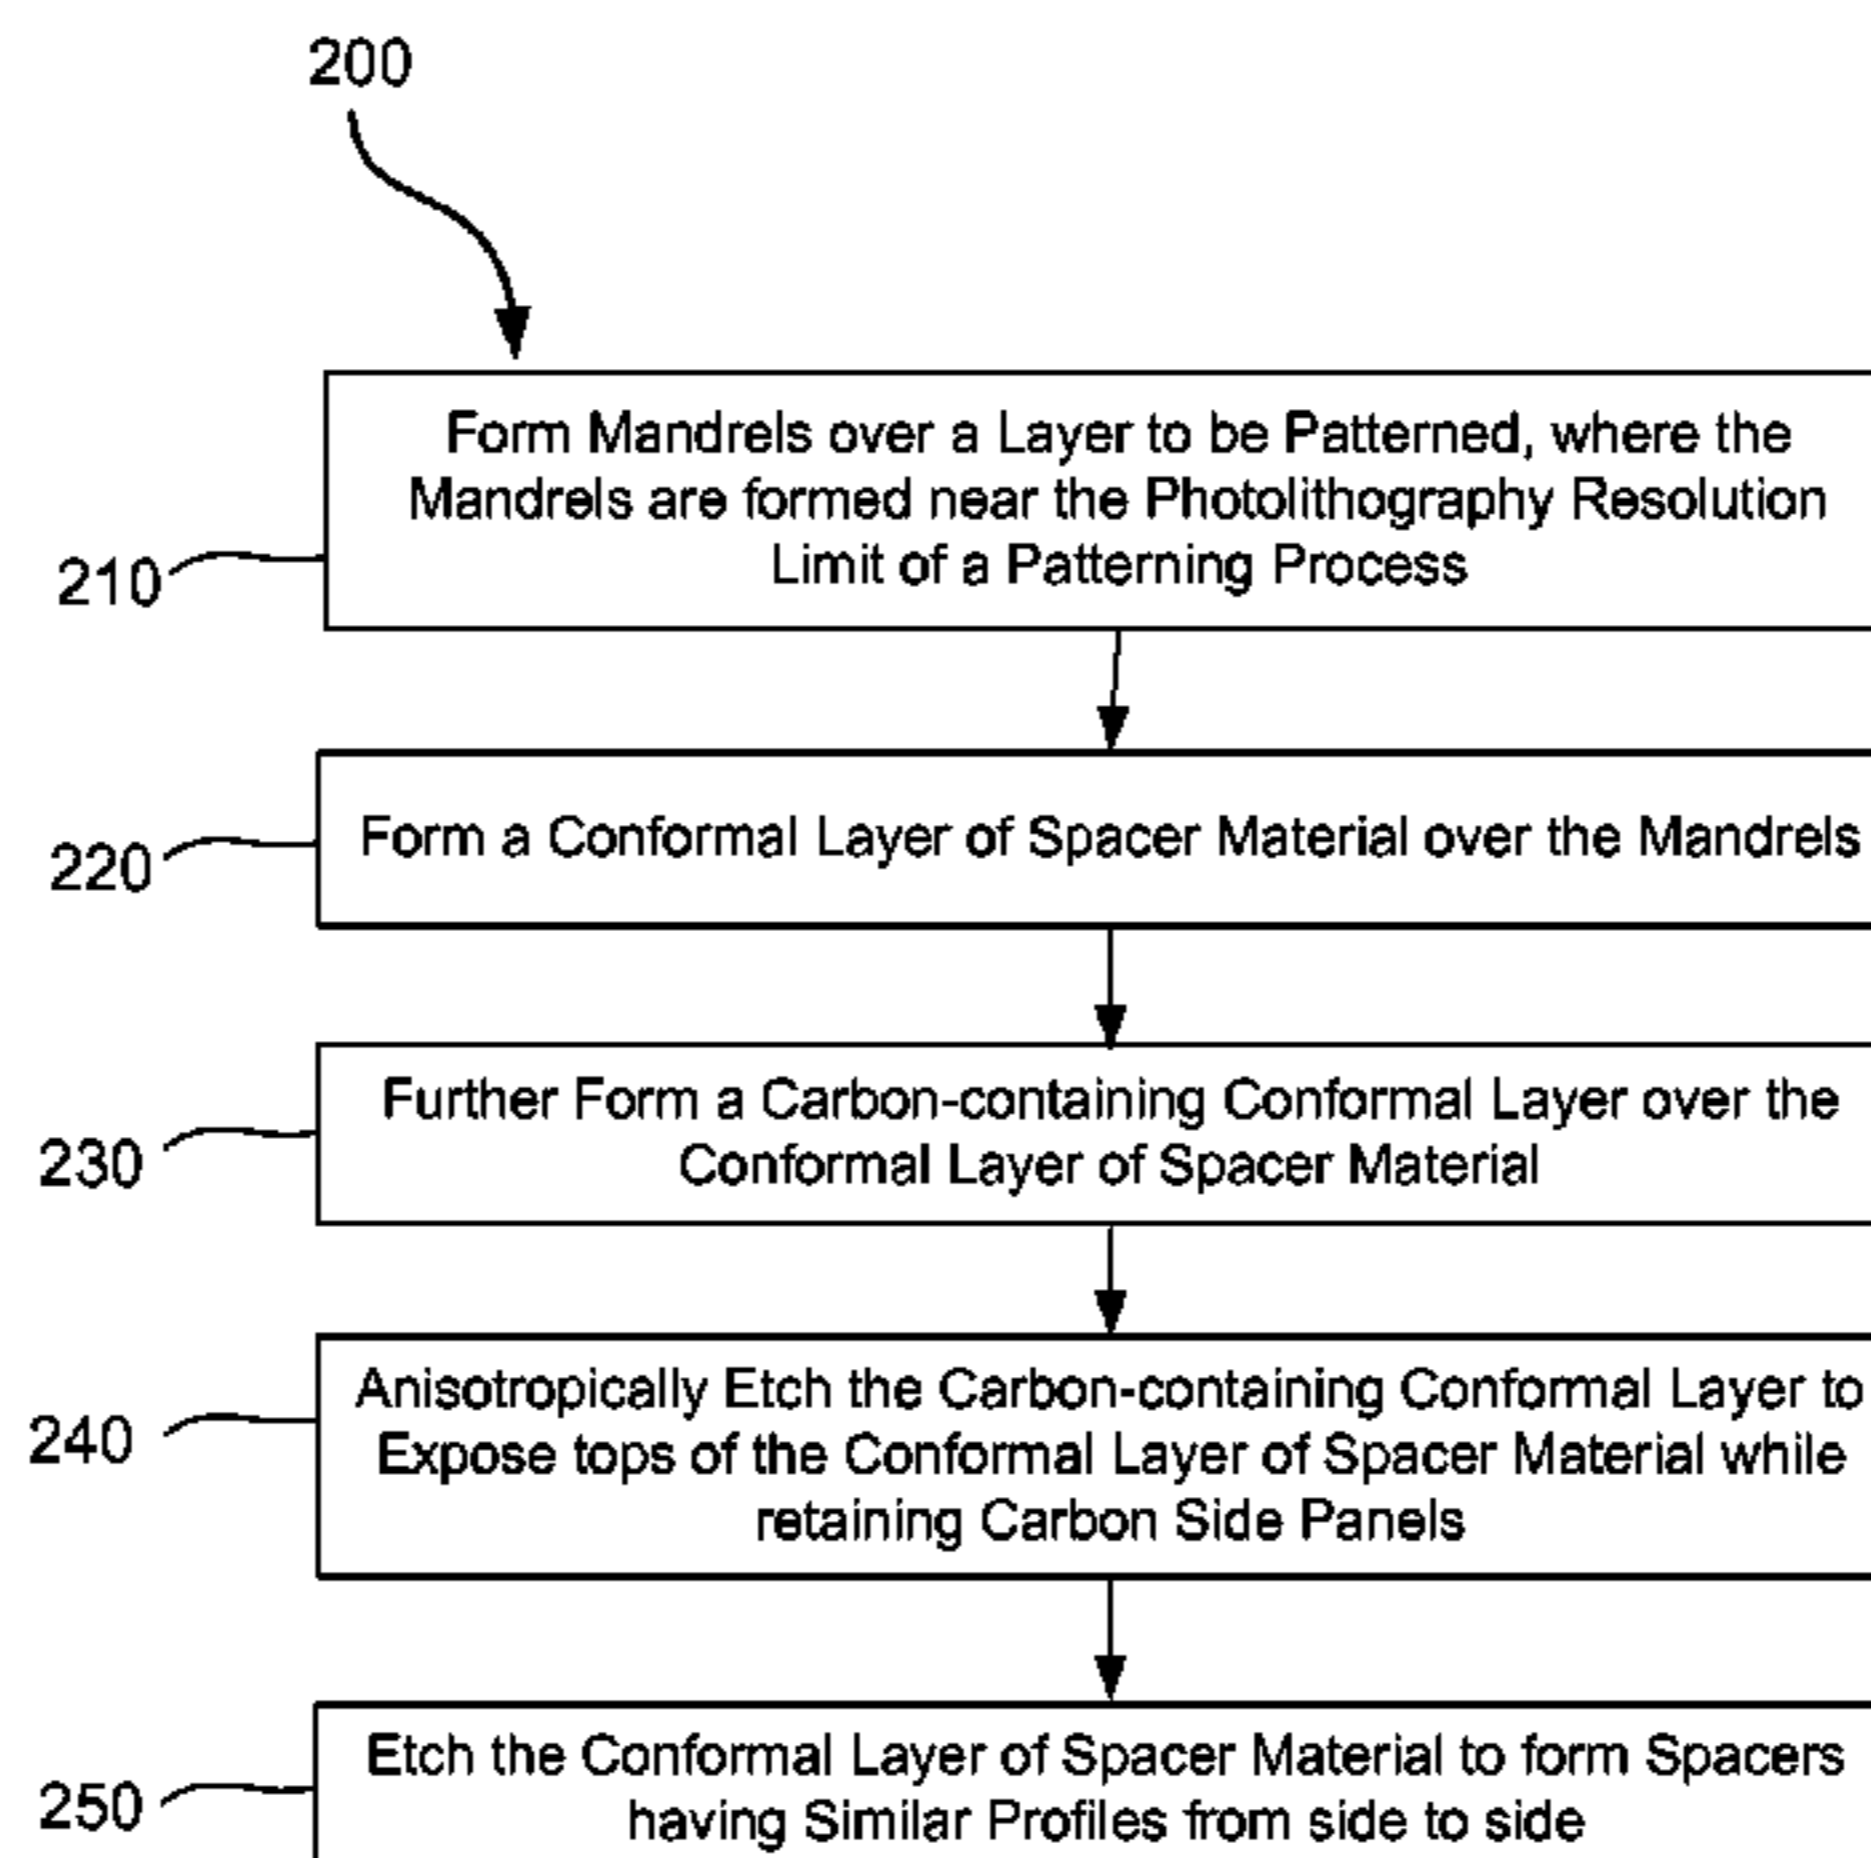 200
Form Mandrels over a Layer to be Patterned, where the
Mandrels are formed near the Photolithography Resolution
Limit of a Patterning Process
210
Form a Conformal Layer of Spacer Material over the Mandrels
220
Further Form a Carbon-containing Conformal Layer over the
Conformal Layer of Spacer Material
230
Anisotropically Etch the Carbon-containing Conformal Layer to
Expose tops of the Conformal Layer of Spacer Material while
retaining Carbon Side Panels
240
Etch the Conformal Layer of Spacer Material to form Spacers
having Similar Profiles from side to side
250